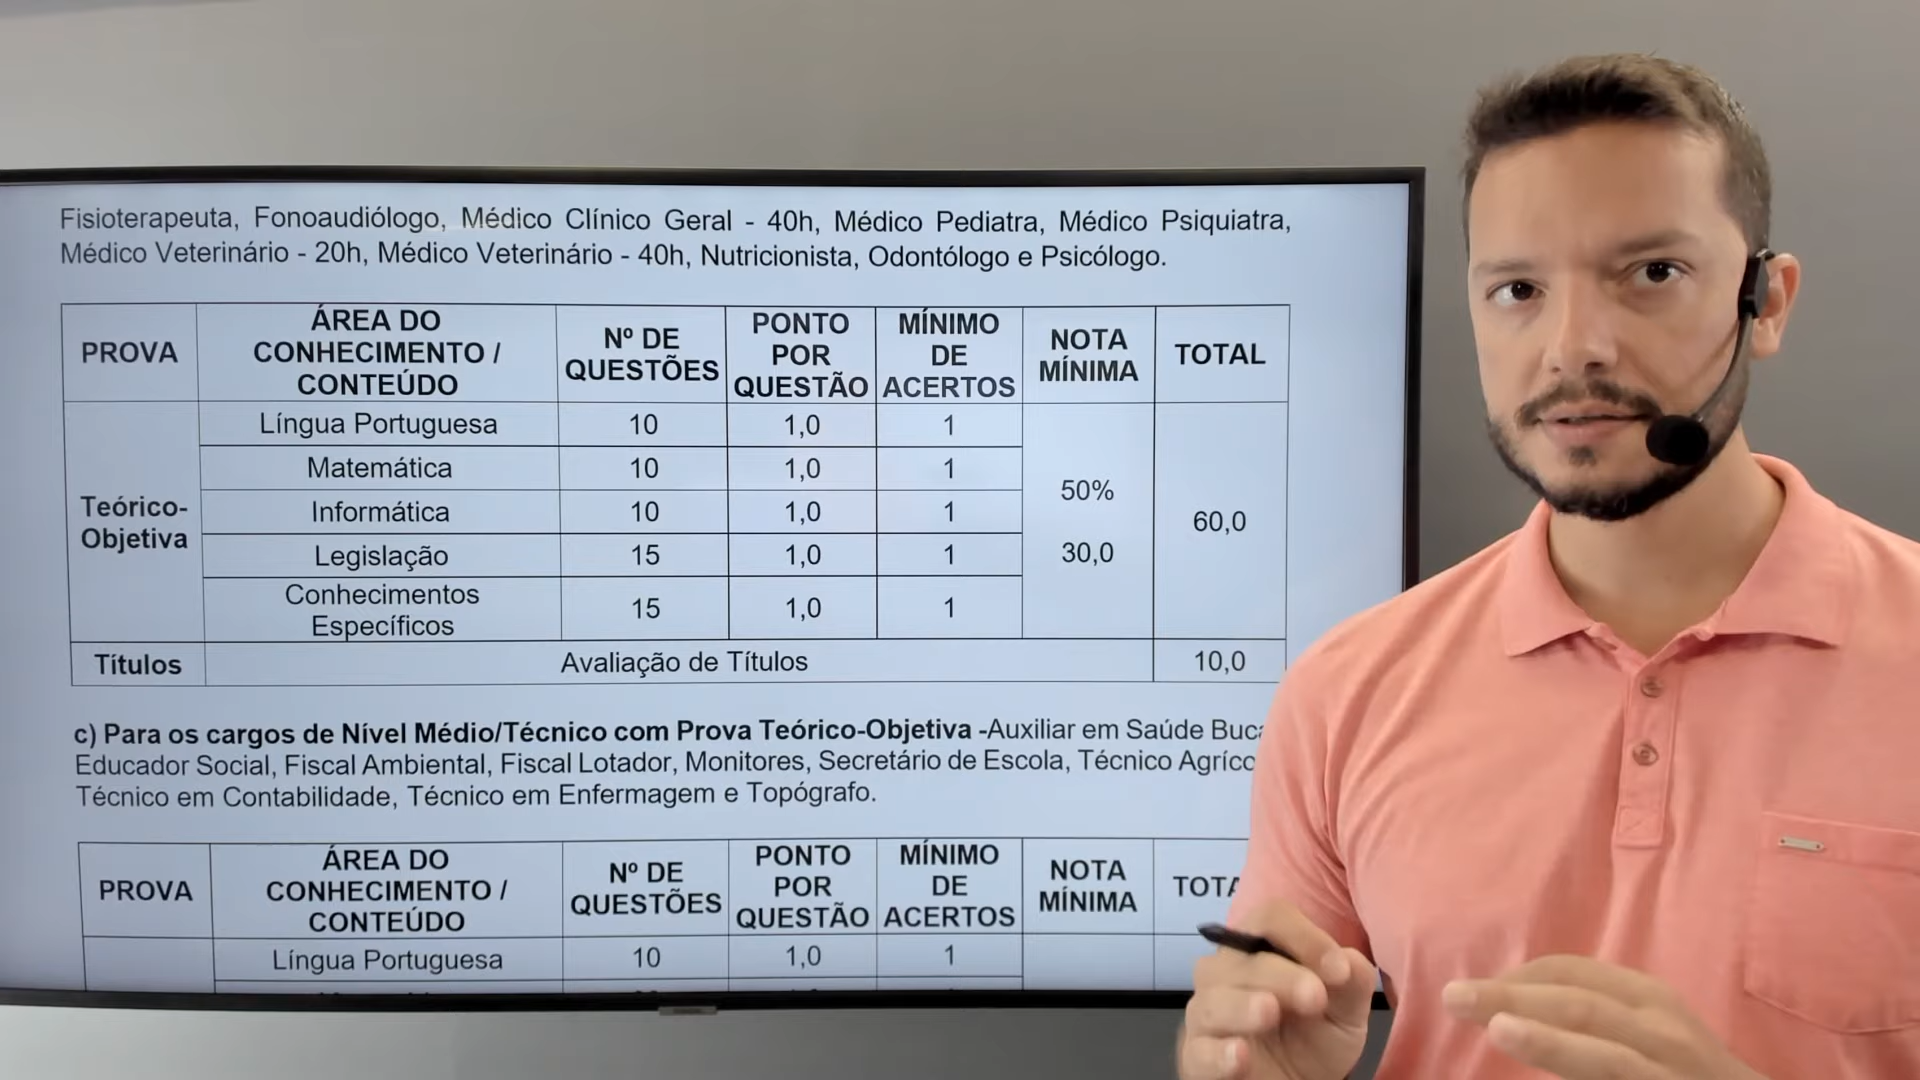 Fisioterapeuta, Fonoaudiólogo, Médico Clínico Geral - 40h, Médico Pediatra, Médico Psiquiatra,
Médico Veterinário - 20h, Médico Veterinário - 40h, Nutricionista, Odontólogo e Psicólogo.
PROVA ÁREA DO CONHECIMENTO / CONTEÚDO Nº DE QUESTÕES PONTO POR QUESTÃO MÍNIMO DE ACERTOS NOTA MÍNIMA TOTAL
Teórico-Objetiva
Língua Portuguesa 10 1,0 1
Matemática 10 1,0 1
Informática 10 1,0 1
Legislação 15 1,0 1
Conhecimentos Específicos 15 1,0 1
50%
30,0
60,0
Títulos Avaliação de Títulos 10,0
c) Para os cargos de Nível Médio/Técnico com Prova Teórico-Objetiva -Auxiliar em Saúde
Educador Social, Fiscal Ambiental, Fiscal Lotador, Monitores, Secretário de Escola, Técnico
Técnico em Contabilidade, Técnico em Enfermagem e Topógrafo.
PROVA ÁREA DO CONHECIMENTO / CONTEÚDO Nº DE QUESTÕES PONTO POR QUESTÃO MÍNIMO DE ACERTOS NOTA MÍNIMA
Língua Portuguesa 10 1,0 1